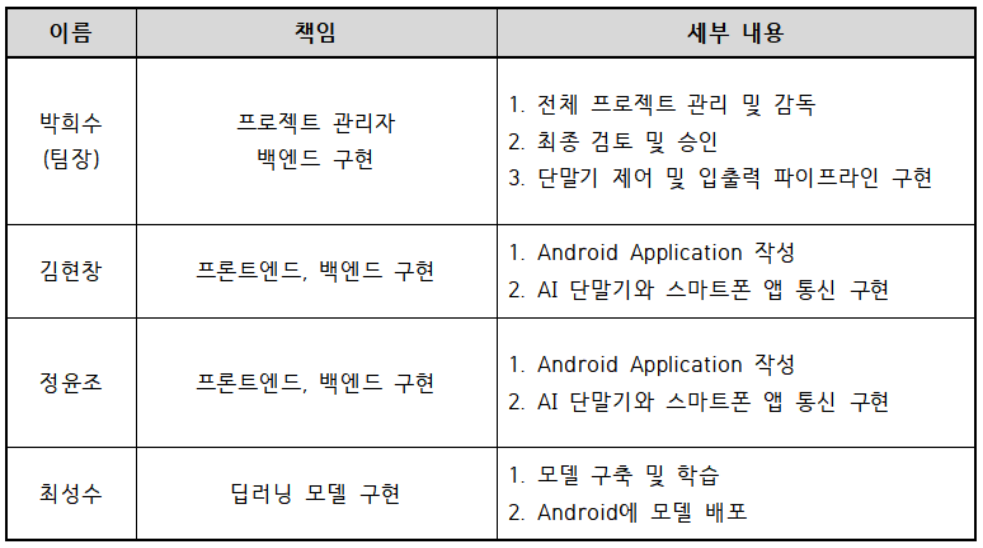 이름 책임 세부 내용
박희수
(팀장)
프로젝트 관리자
백엔드 구현
1. 전체 프로젝트 관리 및 감독
2. 최종 검토 및 승인
3. 단말기 제어 및 입출력 파이프라인 구현
김현창
프론트엔드, 백엔드 구현
1. Android Application 작성
2. AI 단말기와 스마트폰 앱 통신 구현
정윤조
프론트엔드, 백엔드 구현
1. Android Application 작성
2. AI 단말기와 스마트폰 앱 통신 구현
최성수
딥러닝 모델 구현
1. 모델 구축 및 학습
2. Android에 모델 배포